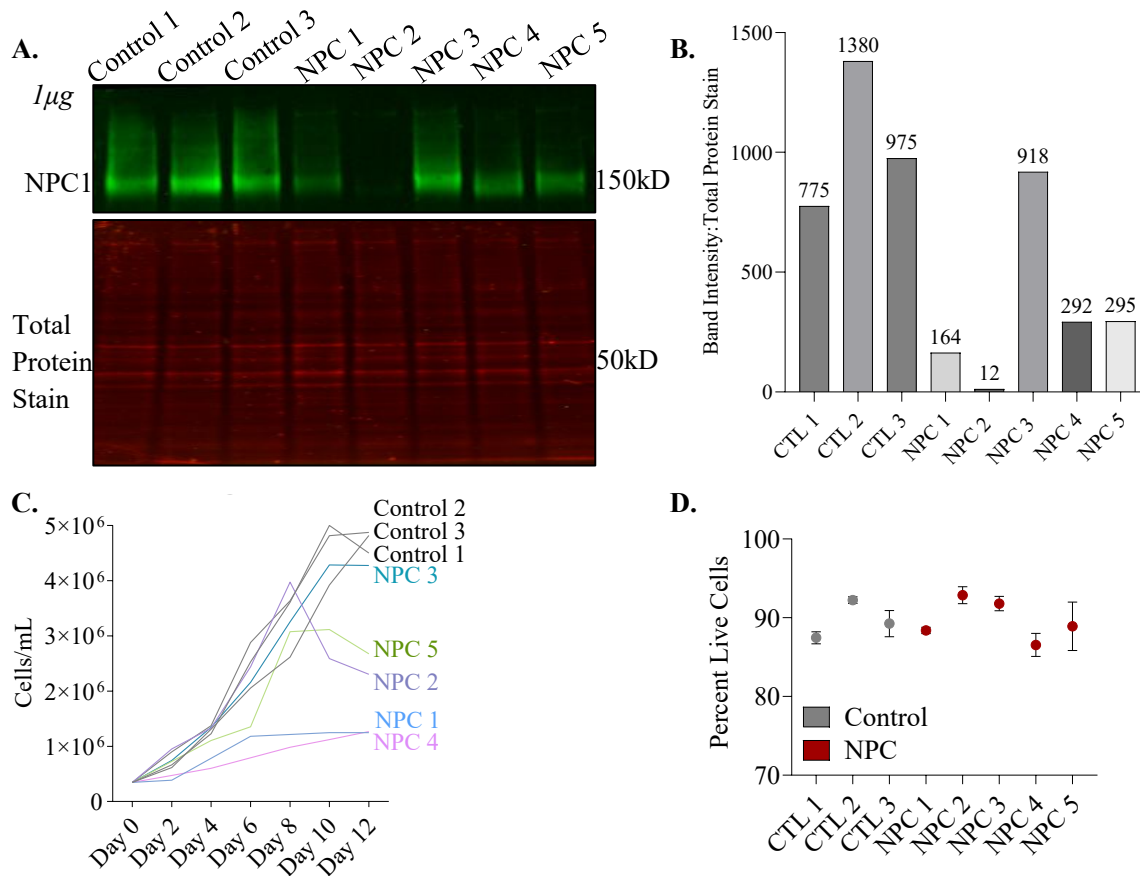 A.
Control 1
Control 2
Control 3
NPC 1
NPC 2
NPC 3
NPC 4
NPC 5
1μg
NPC1
150kD
Total
Protein
Stain
50kD
B.
Band Intensity:Total Protein Stain
1500
1000
500
0
775
1380
975
164
12
918
292
295
CTL 1
CTL 2
CTL 3
NPC 1
NPC 2
NPC 3
NPC 4
NPC 5
C.
Cells/mL
5×10⁶
4×10⁶
3×10⁶
2×10⁶
1×10⁶
0
Control 2
Control 3
Control 1
NPC 3
NPC 5
NPC 2
NPC 1
NPC 4
Day 0
Day 2
Day 4
Day 6
Day 8
Day 10
Day 12
D.
Percent Live Cells
100
90
80
70
Control
NPC
CTL 1
CTL 2
CTL 3
NPC 1
NPC 2
NPC 3
NPC 4
NPC 5